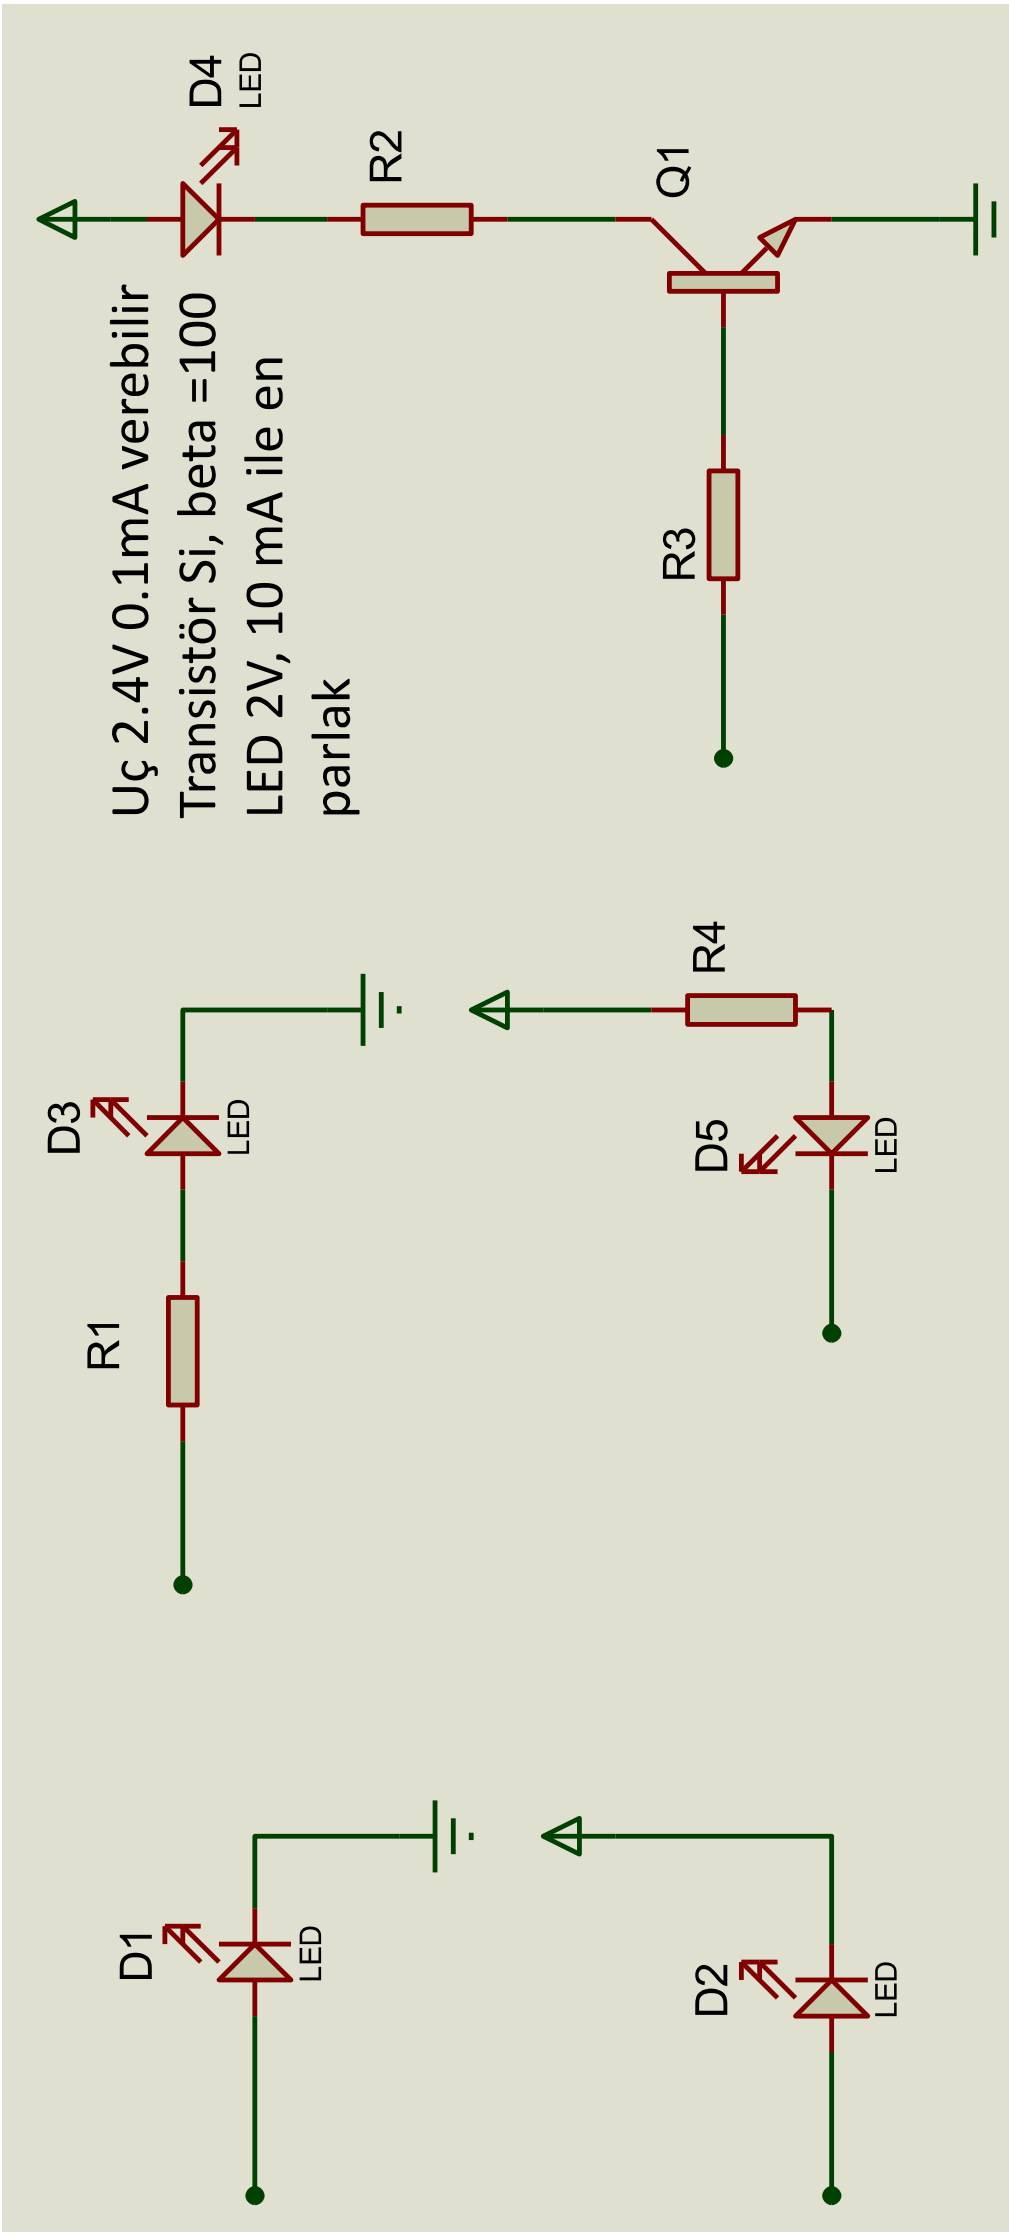 D1
LED
D2
LED
R1
D3
LED
D5
LED
R4
Uç 2.4V 0.1mA verebilir
Transistör Si, beta =100
LED 2V, 10 mA ile en
parlak
D4
LED
R2
Q1
R3